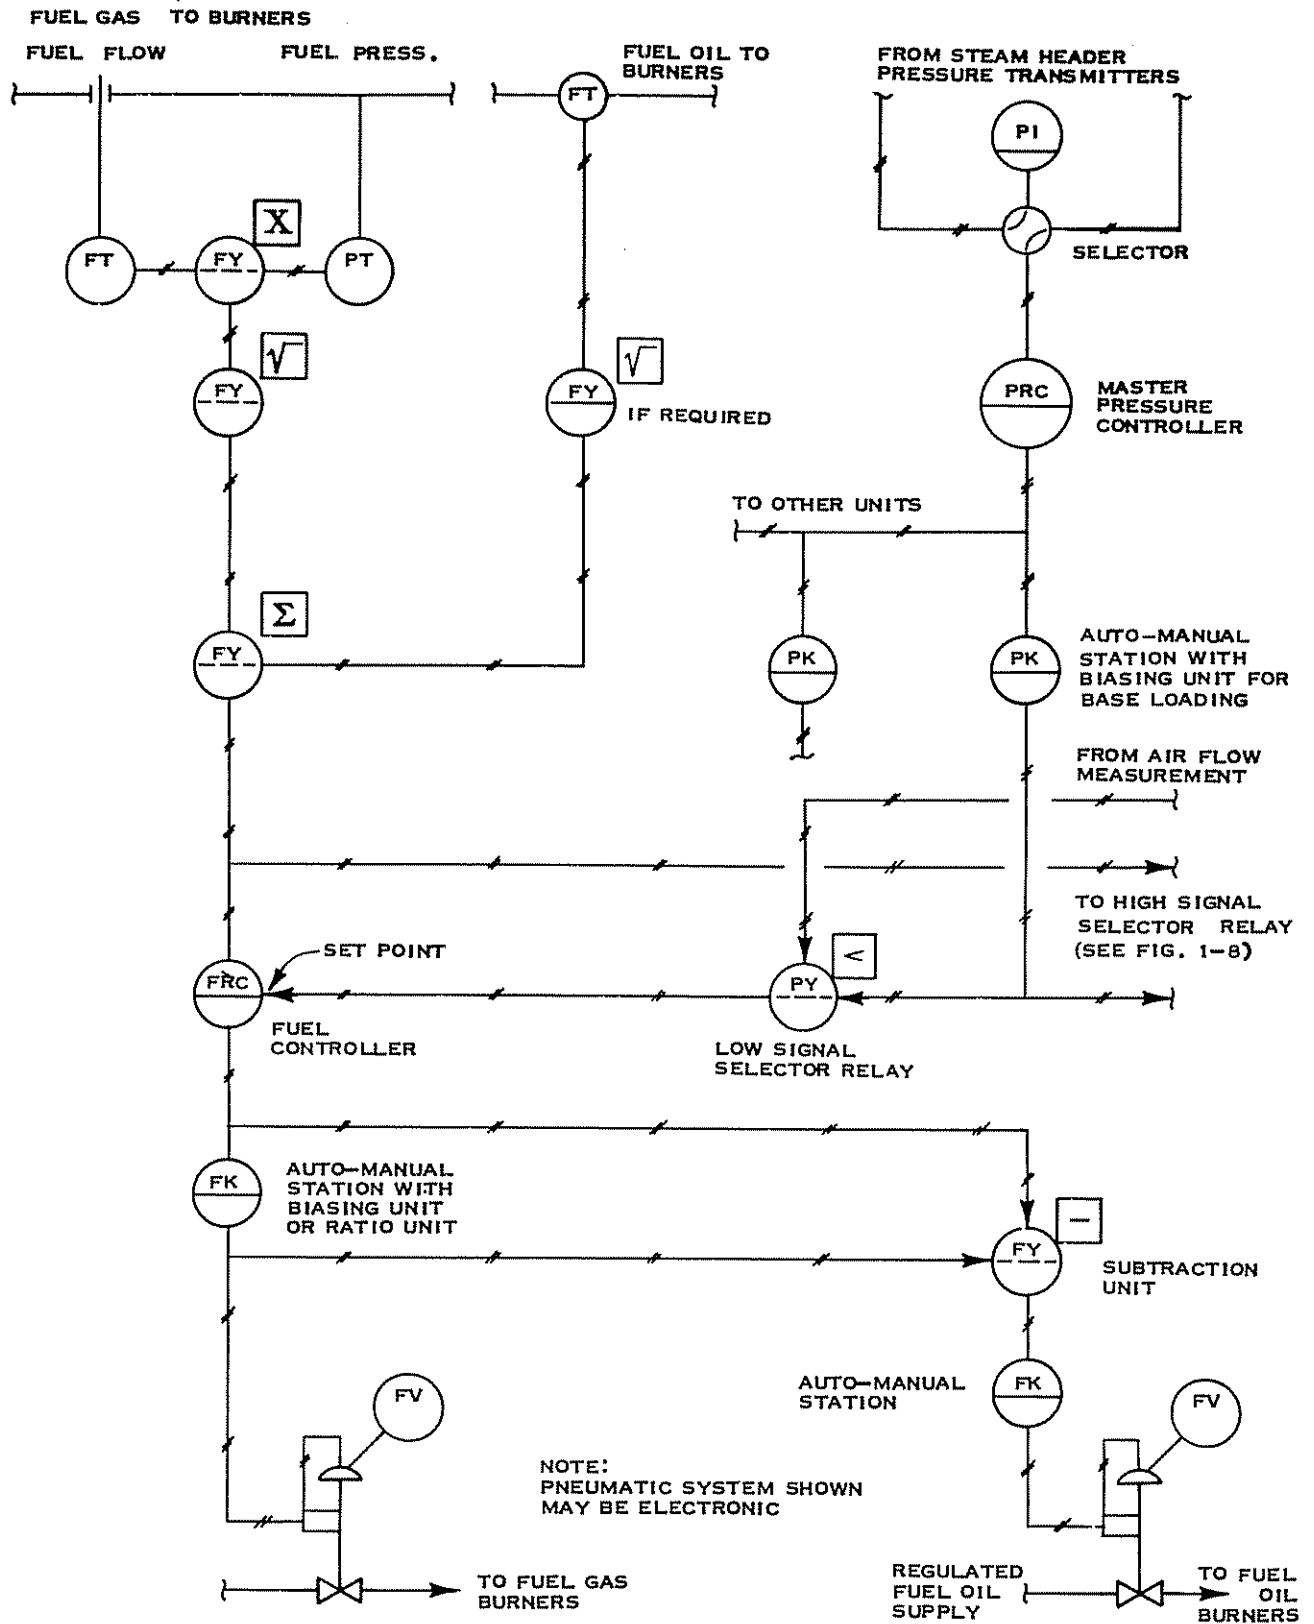 FUEL GAS TO BURNERS
FUEL FLOW
FUEL PRESS.
FUEL OIL TO
BURNERS
FT
FROM STEAM HEADER
PRESSURE TRANSMITTERS
PI
SELECTOR
X
FT
FY
PT
√
FY
√
FY
IF REQUIRED
PRC
MASTER
PRESSURE
CONTROLLER
TO OTHER UNITS
Σ
FY
PK
PK
AUTO-MANUAL
STATION WITH
BIASING UNIT FOR
BASE LOADING
FROM AIR FLOW
MEASUREMENT
TO HIGH SIGNAL
SELECTOR RELAY
(SEE FIG. 1-8)
SET POINT
FRC
FUEL
CONTROLLER
<
PY
LOW SIGNAL
SELECTOR RELAY
FK
AUTO-MANUAL
STATION WITH
BIASING UNIT
OR RATIO UNIT
−
FY
SUBTRACTION
UNIT
AUTO-MANUAL
STATION
FK
FV
FV
NOTE:
PNEUMATIC SYSTEM SHOWN
MAY BE ELECTRONIC
TO FUEL GAS
BURNERS
REGULATED
FUEL OIL
SUPPLY
TO FUEL
OIL
BURNERS